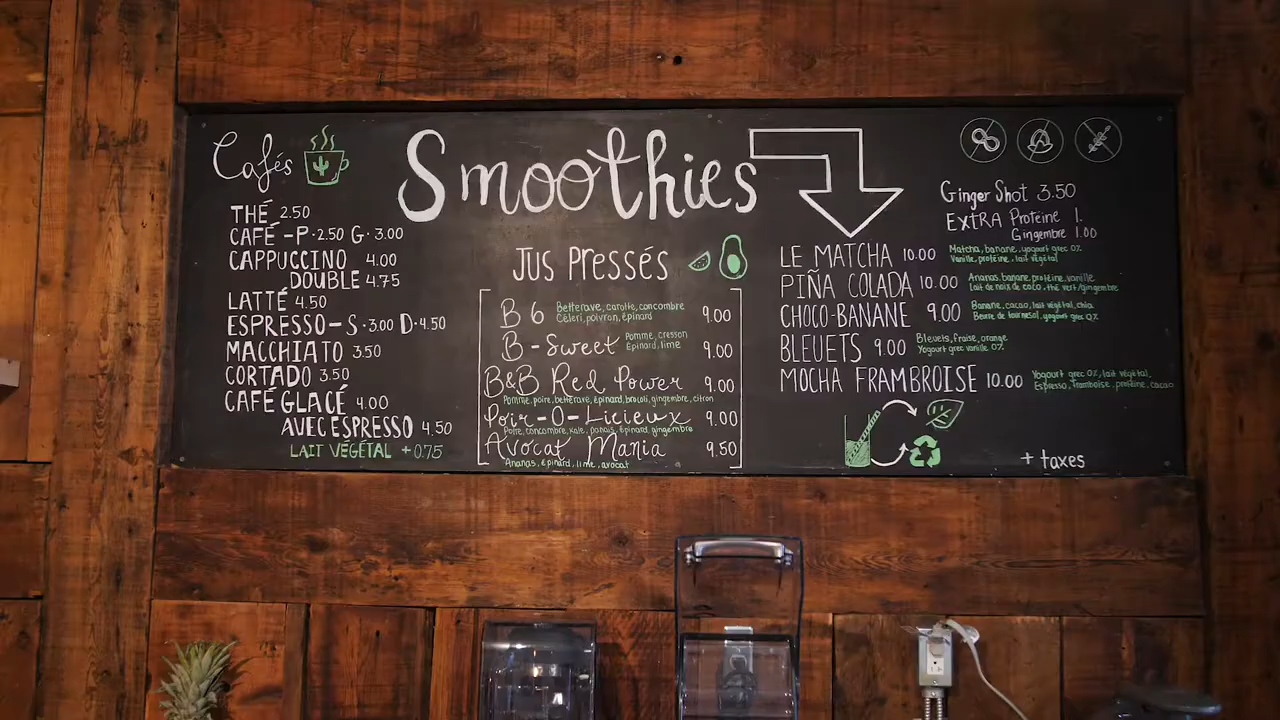 Cafés
THÉ 2.50
CAFÉ - P · 2.50 G · 3.00
CAPPUCCINO 4.00
DOUBLE 4.75
LATTÉ 4.50
ESPRESSO - S · 3.00 D · 4.50
MACCHIATO 3.50
CORTADO 3.50
CAFÉ GLACÉ 4.00
AVEC ESPRESSO 4.50
LAIT VÉGÉTAL +0.75
Smoothies
JUS PRESSÉS
B6 Betterave, carotte, concombre
Céleri, poivron, épinard 9.00
B-Sweet Pomme, cresson
Épinard, lime 9.00
B&B Red Power 9.00
Pomme, poire, betterave, épinard, brocoli, gingembre, citron
Poir-O-Licieux 9.00
Poire, concombre, kale, panais, épinard, gingembre
Avocat Mania 9.50
Ananas, épinard, lime, avocat
Ginger Shot 3.50
EXTRA Protéine 1.
Gingembre 1.00
LE MATCHA 10.00 Matcha, banane, yogourt grec 0%
Vanille, protéine, lait végétal
PIÑA COLADA 10.00 Ananas, banane, protéine, vanille
lait de noix de coco, thé vert/gingembre
CHOCO-BANANE 9.00 Banane, cacao, lait végétal, chia
Beurre de tournesol, yogourt grec 0%
BLEUETS 9.00 Bleuets, fraise, orange
Yogourt grec vanille 0%
MOCHA FRAMBROISE 10.00 Yogourt grec 0%, lait végétal,
Espresso, framboise, protéine, cacao
+ taxes